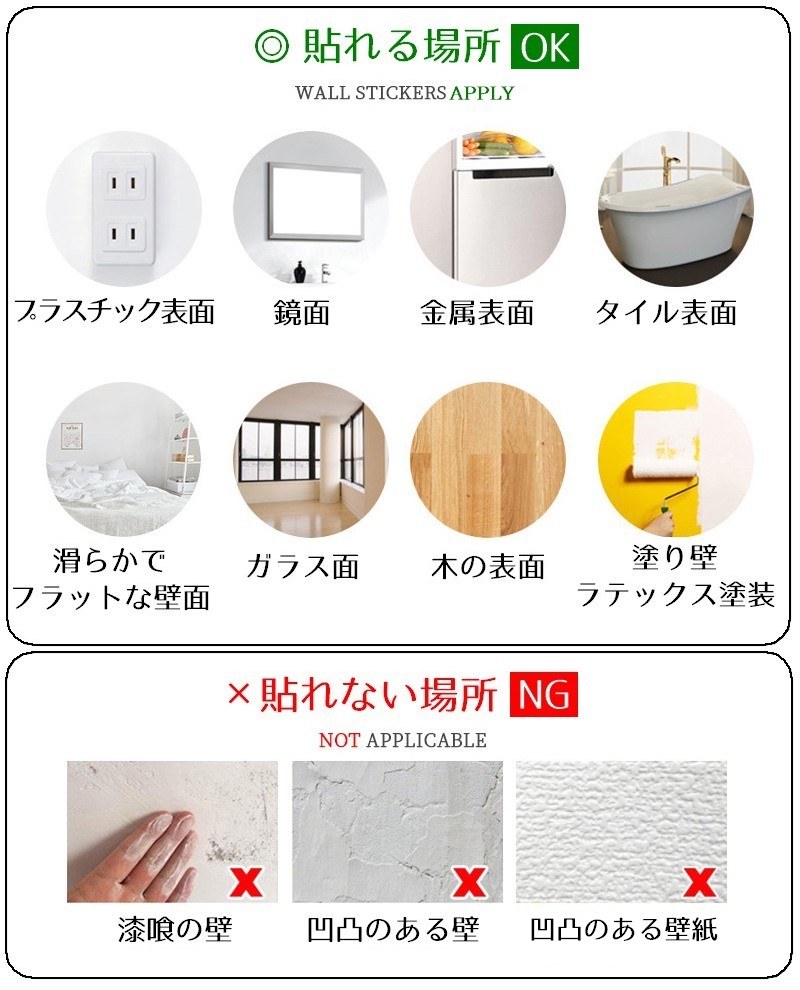 ◎ 貼れる場所 OK
WALL STICKERS APPLY
プラスチック表面
鏡面
金属表面
タイル表面
滑らかで
フラットな壁面
ガラス面
木の表面
塗り壁
ラテックス塗装
×貼れない場所 NG
NOT APPLICABLE
漆喰の壁
凹凸のある壁
凹凸のある壁紙